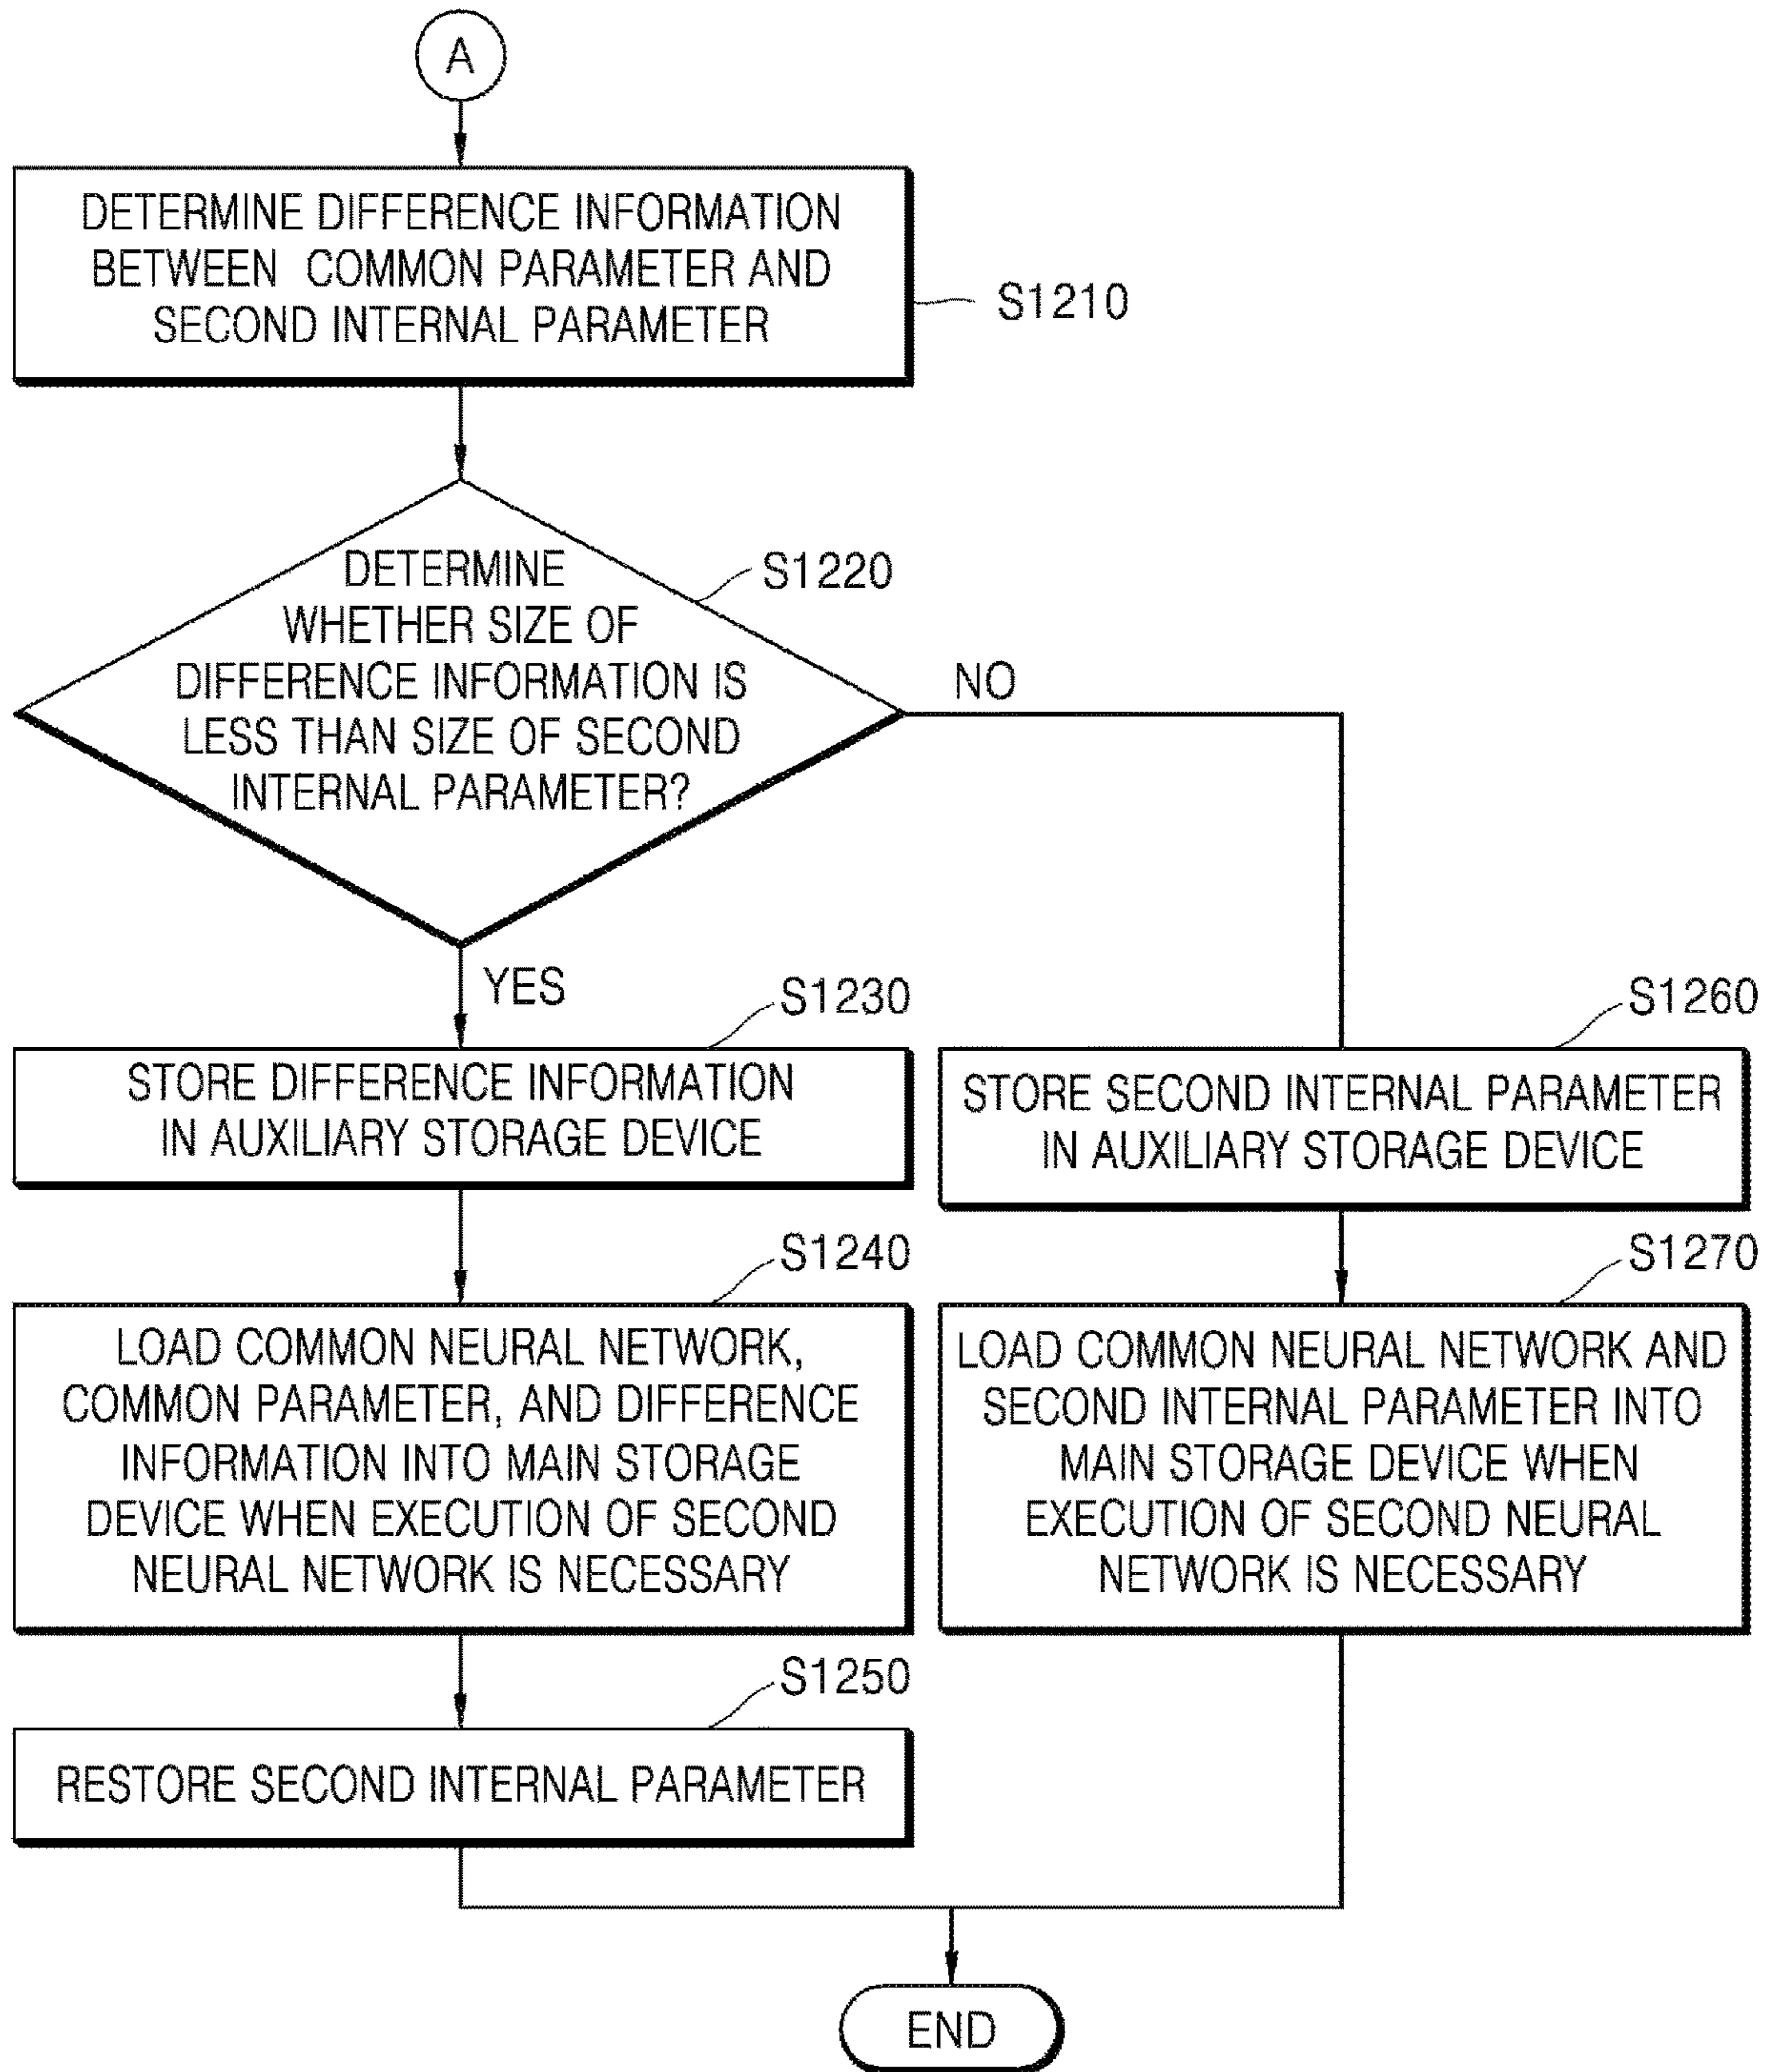 A
DETERMINE DIFFERENCE INFORMATION
BETWEEN COMMON PARAMETER AND
SECOND INTERNAL PARAMETER
S1210
DETERMINE
WHETHER SIZE OF
DIFFERENCE INFORMATION IS
LESS THAN SIZE OF SECOND
INTERNAL PARAMETER?
S1220
NO
YES
S1230
STORE DIFFERENCE INFORMATION
IN AUXILIARY STORAGE DEVICE
S1260
STORE SECOND INTERNAL PARAMETER
IN AUXILIARY STORAGE DEVICE
S1240
LOAD COMMON NEURAL NETWORK,
COMMON PARAMETER, AND DIFFERENCE
INFORMATION INTO MAIN STORAGE
DEVICE WHEN EXECUTION OF SECOND
NEURAL NETWORK IS NECESSARY
S1270
LOAD COMMON NEURAL NETWORK AND
SECOND INTERNAL PARAMETER INTO
MAIN STORAGE DEVICE WHEN
EXECUTION OF SECOND NEURAL
NETWORK IS NECESSARY
S1250
RESTORE SECOND INTERNAL PARAMETER
END